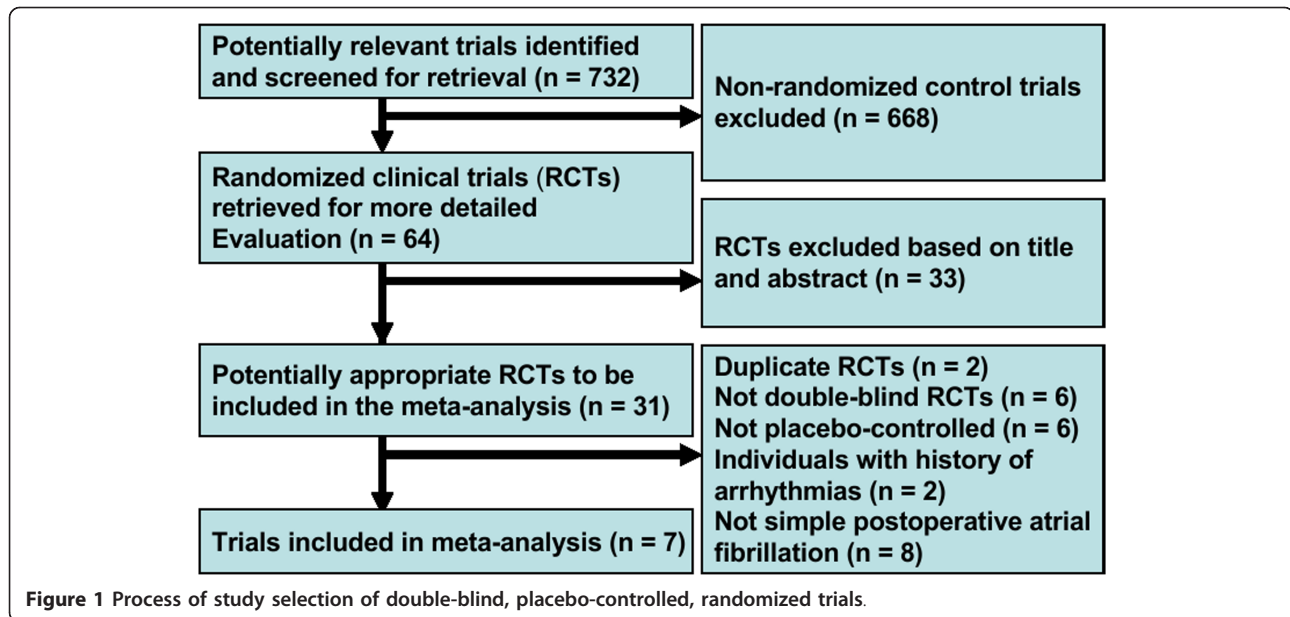 Potentially relevant trials identified
and screened for retrieval (n = 732)
Non-randomized control trials
excluded (n = 668)
Randomized clinical trials (RCTs)
retrieved for more detailed
Evaluation (n = 64)
RCTs excluded based on title
and abstract (n = 33)
Potentially appropriate RCTs to be
included in the meta-analysis (n = 31)
Duplicate RCTs (n = 2)
Not double-blind RCTs (n = 6)
Not placebo-controlled (n = 6)
Individuals with history of
arrhythmias (n = 2)
Not simple postoperative atrial
fibrillation (n = 8)
Trials included in meta-analysis (n = 7)
Figure 1 Process of study selection of double-blind, placebo-controlled, randomized trials.